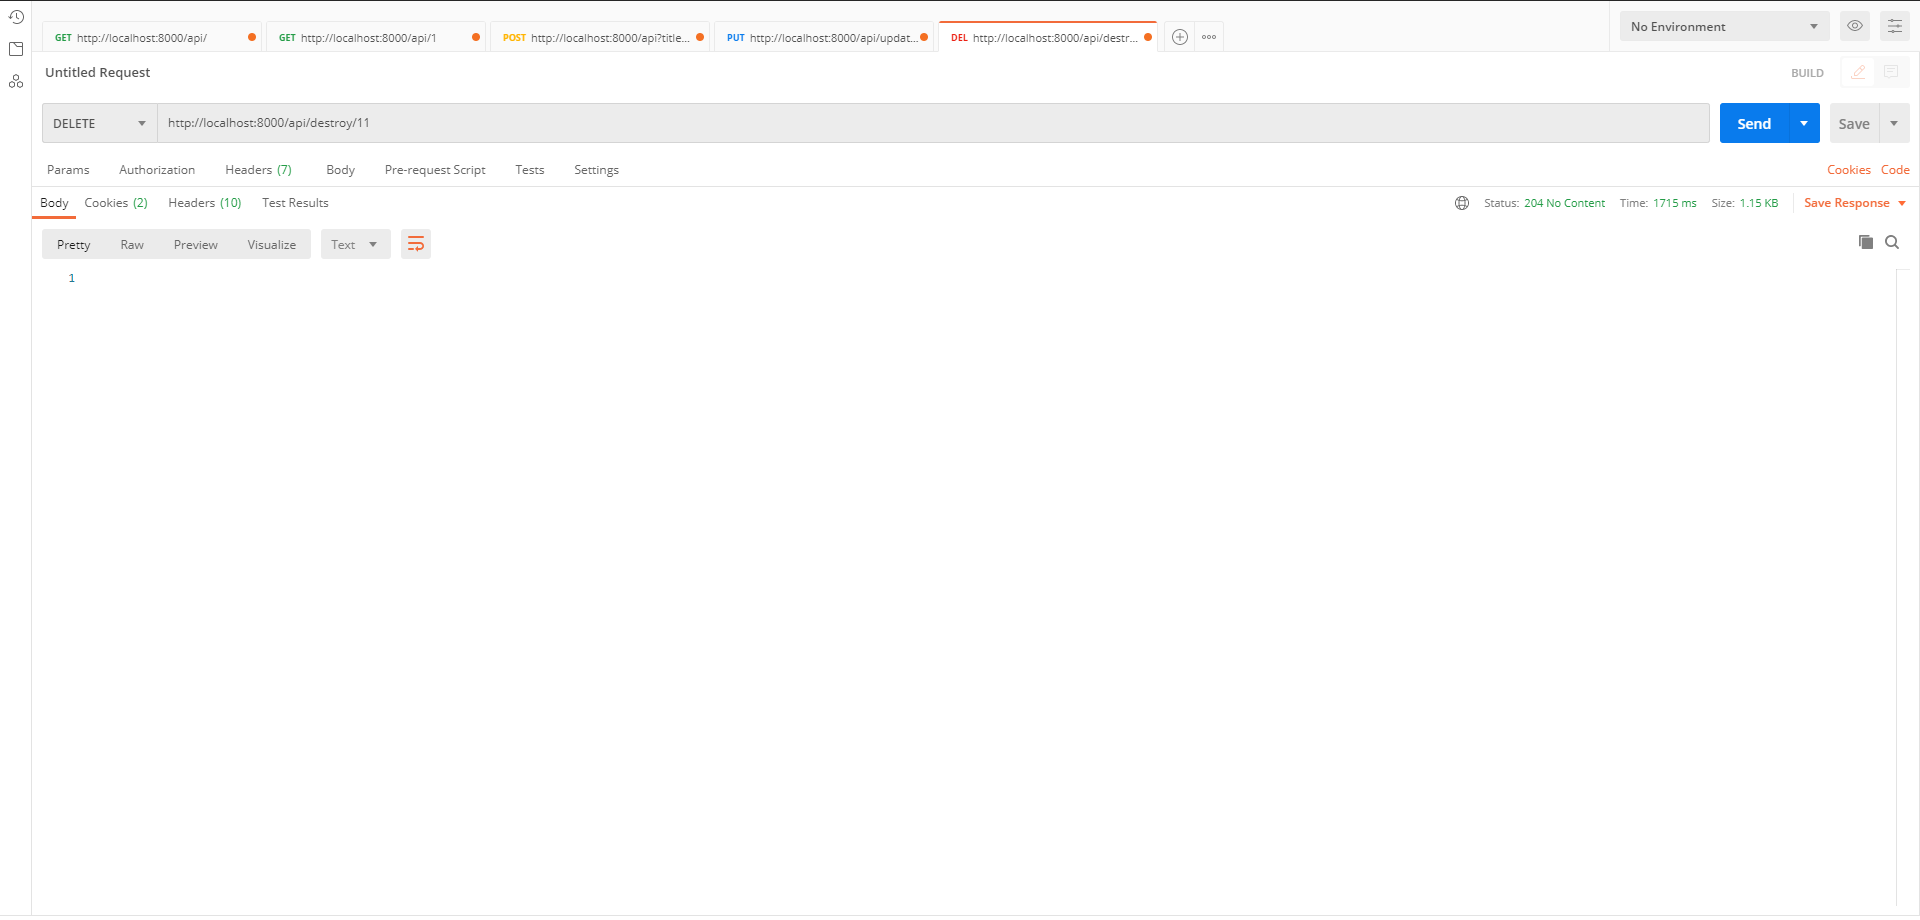 GET http://localhost:8000/api/ GET http://localhost:8000/api/1 POST http://localhost:8000/api?title... PUT http://localhost:8000/api/updat... DEL http://localhost:8000/api/destr... No Environment
Untitled Request BUILD
DELETE http://localhost:8000/api/destroy/11 Send Save
Params Authorization Headers (7) Body Pre-request Script Tests Settings Cookies Code
Body Cookies (2) Headers (10) Test Results Status: 204 No Content Time: 1715 ms Size: 1.15 KB Save Response
Pretty Raw Preview Visualize Text
1